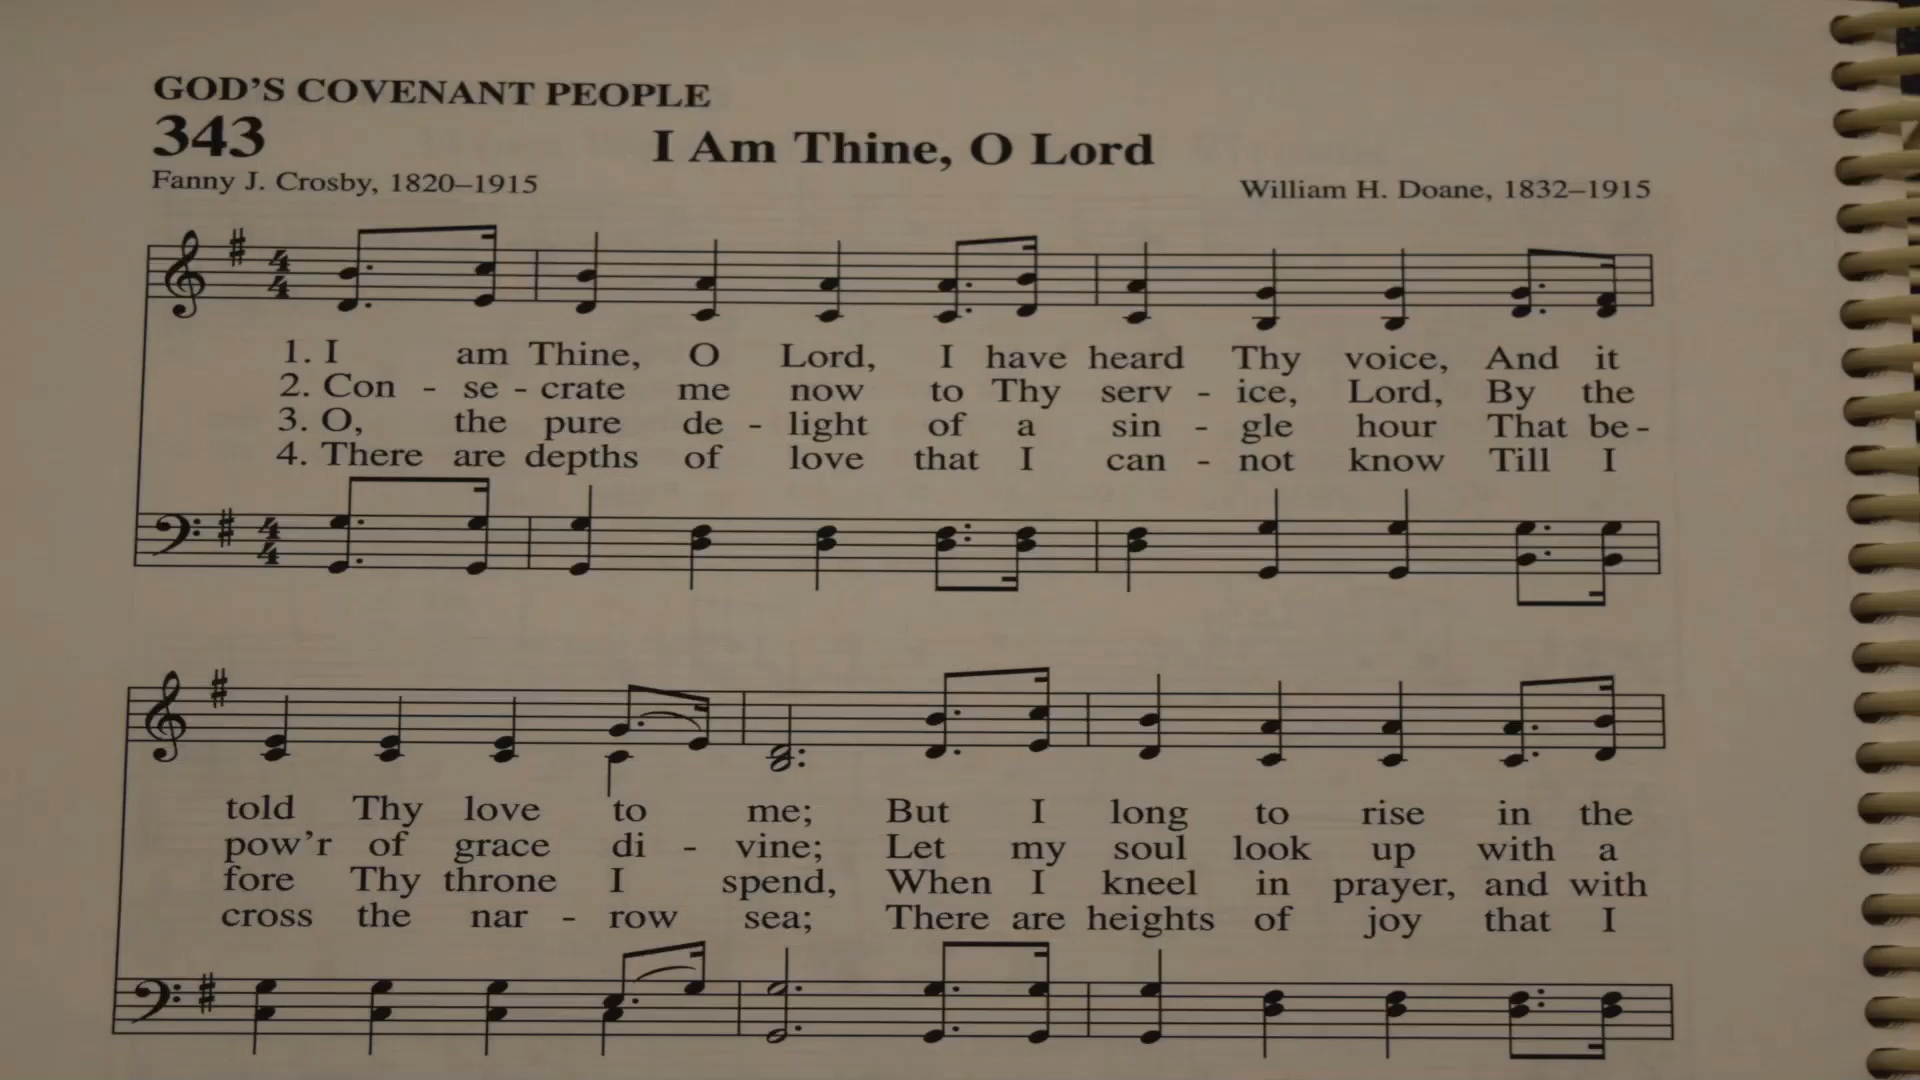 GOD'S COVENANT PEOPLE
343
I Am Thine, O Lord
Fanny J. Crosby, 1820–1915
William H. Doane, 1832–1915
4
4
1. I am Thine, O Lord, I have heard Thy voice, And it
2. Con - se - crate me now to Thy serv - ice, Lord, By the
3. O, the pure de - light of a sin - gle hour That be -
4. There are depths of love that I can - not know Till I
4
4
told Thy love to me; But I long to rise in the
pow'r of grace di - vine; Let my soul look up with a
fore Thy throne I spend, When I kneel in prayer, and with
cross the nar - row sea; There are heights of joy that I